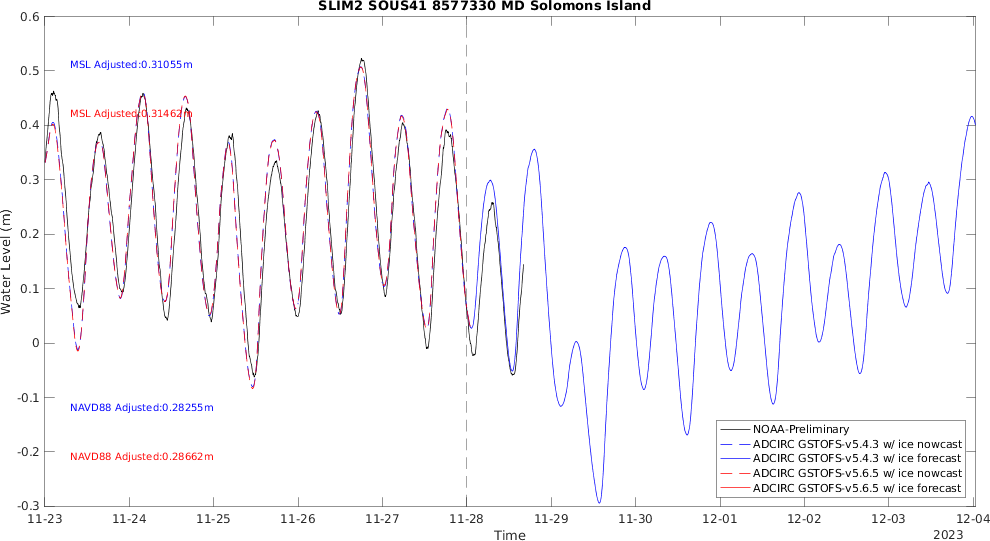 SLIM2 SOUS41 8577330 MD Solomons Island
0.6
0.5
0.4
0.3
0.2
0.1
0
-0.1
-0.2
-0.3
Water Level (m)
MSL Adjusted:0.31055m
MSL Adjusted:0.31462m
NAVD88 Adjusted:0.28255m
NAVD88 Adjusted:0.28662m
NOAA-Preliminary
ADCIRC GSTOFS-v5.4.3 w/ ice nowcast
ADCIRC GSTOFS-v5.4.3 w/ ice forecast
ADCIRC GSTOFS-v5.6.5 w/ ice nowcast
ADCIRC GSTOFS-v5.6.5 w/ ice forecast
11-23 11-24 11-25 11-26 11-27 11-28 11-29 11-30 12-01 12-02 12-03 12-04
Time
2023